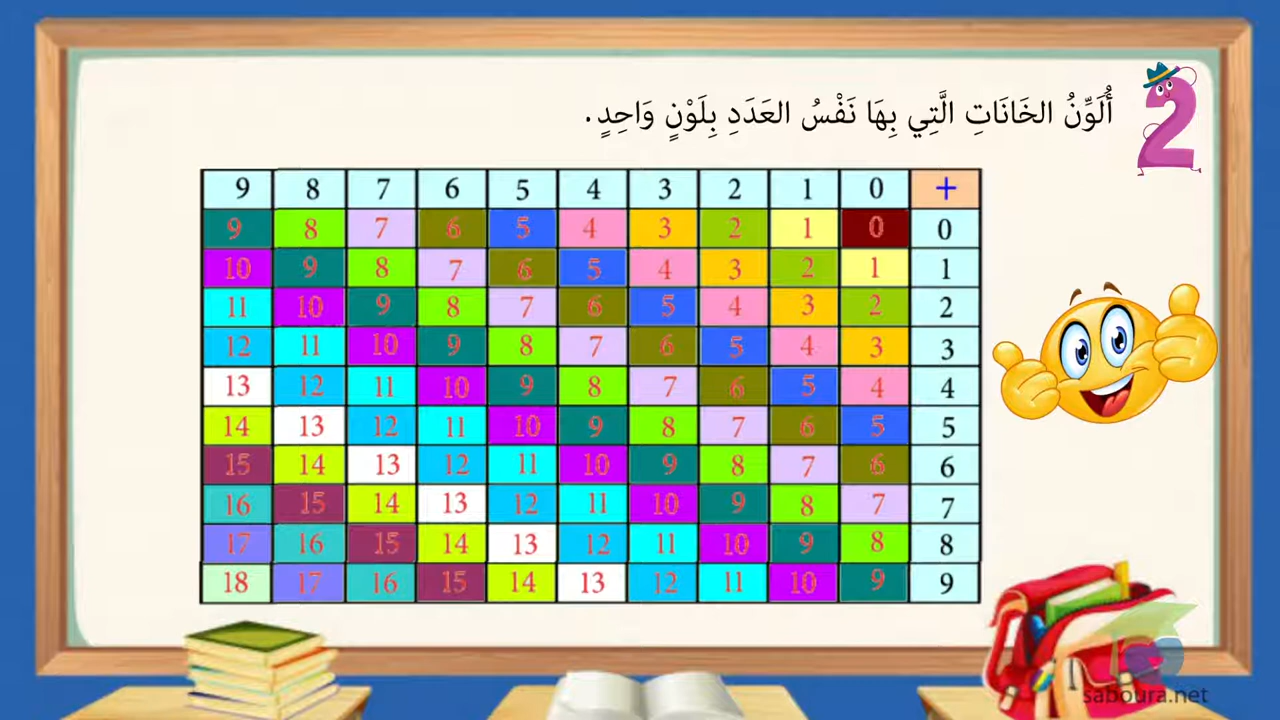 2
أُلَوِّنُ الخَانَاتِ الَّتِي بِهَا نَفْسُ العَدَدِ بِلَوْنٍ وَاحِدٍ.
9 8 7 6 5 4 3 2 1 0 +
9 8 7 6 5 4 3 2 1 0 0
10 9 8 7 6 5 4 3 2 1 1
11 10 9 8 7 6 5 4 3 2 2
12 11 10 9 8 7 6 5 4 3 3
13 12 11 10 9 8 7 6 5 4 4
14 13 12 11 10 9 8 7 6 5 5
15 14 13 12 11 10 9 8 7 6 6
16 15 14 13 12 11 10 9 8 7 7
17 16 15 14 13 12 11 10 9 8 8
18 17 16 15 14 13 12 11 10 9 9
saboura.net